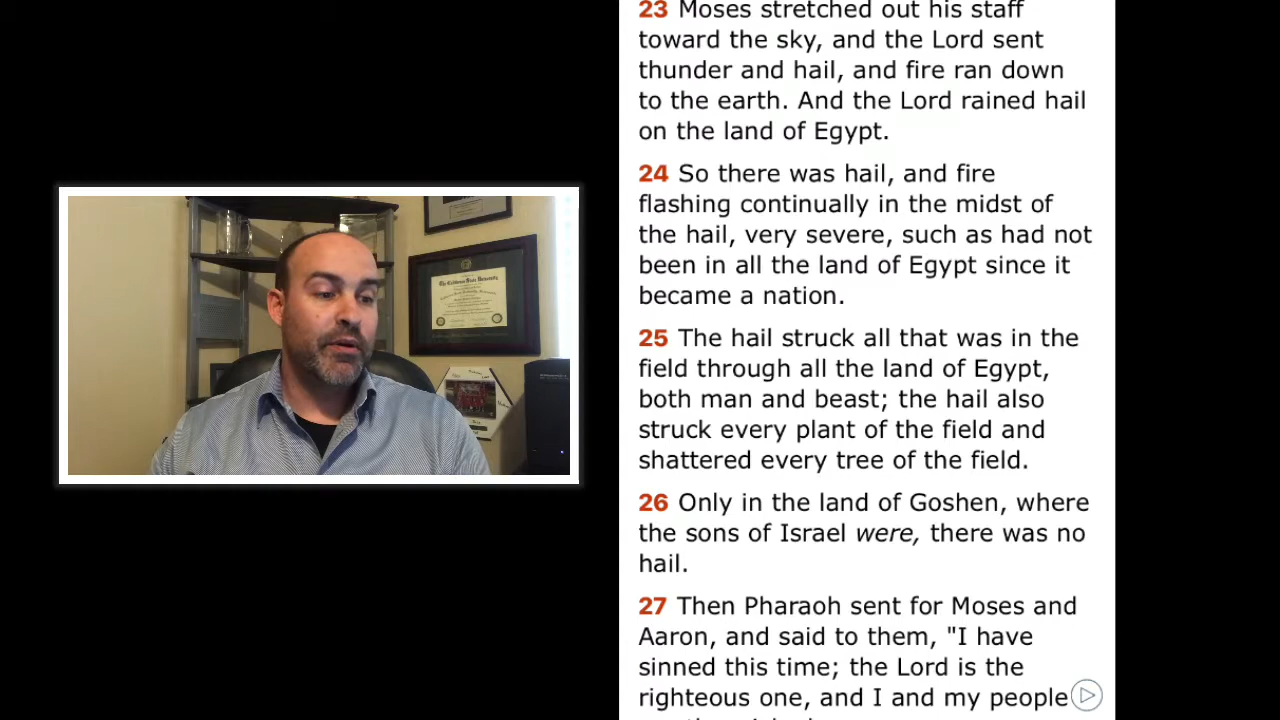 23 Moses stretched out his staff
toward the sky, and the Lord sent
thunder and hail, and fire ran down
to the earth. And the Lord rained hail
on the land of Egypt.
24 So there was hail, and fire
flashing continually in the midst of
the hail, very severe, such as had not
been in all the land of Egypt since it
became a nation.
25 The hail struck all that was in the
field through all the land of Egypt,
both man and beast; the hail also
struck every plant of the field and
shattered every tree of the field.
26 Only in the land of Goshen, where
the sons of Israel were, there was no
hail.
27 Then Pharaoh sent for Moses and
Aaron, and said to them, "I have
sinned this time; the Lord is the
righteous one, and I and my people
The California State University